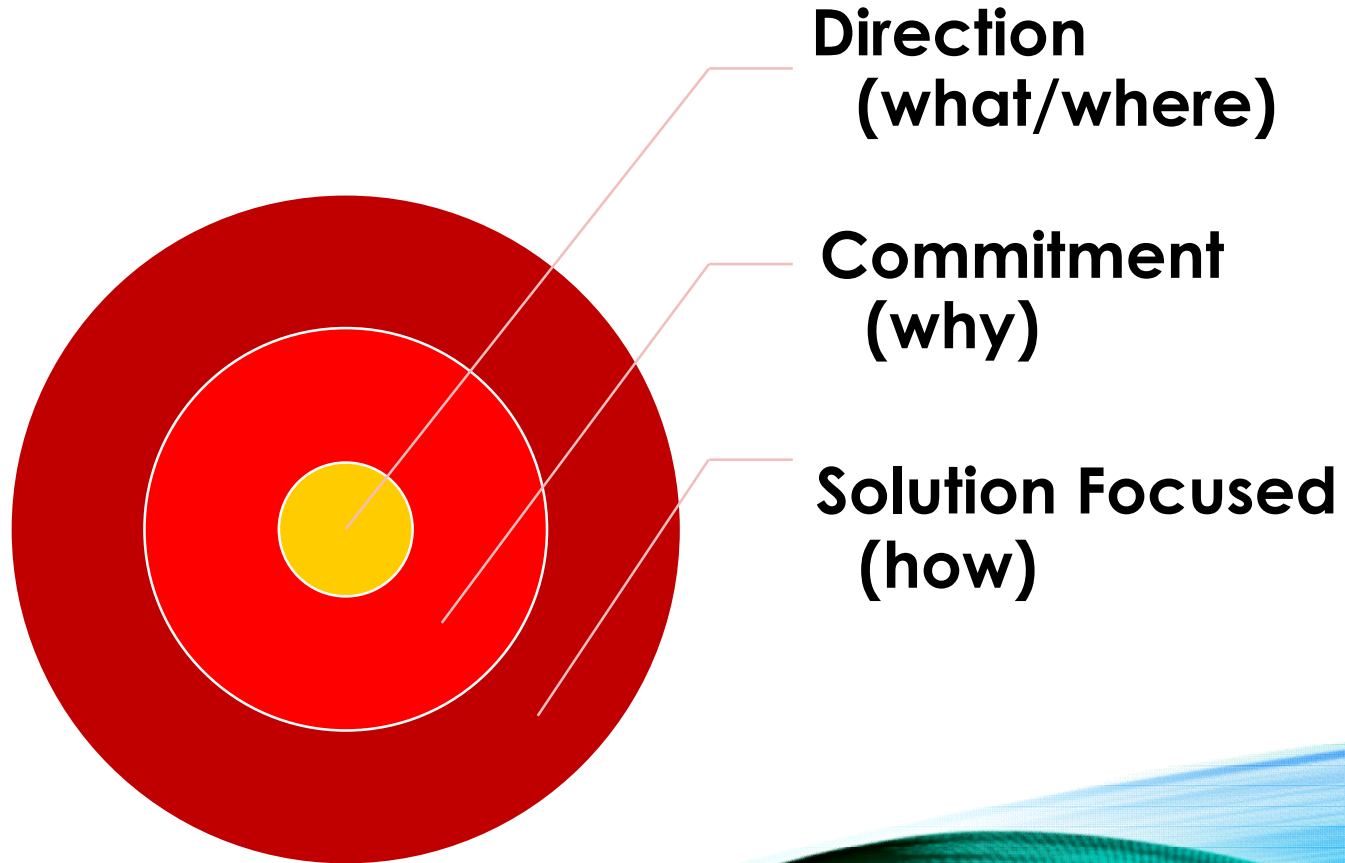 Direction
(what/where)
Commitment
(why)
Solution Focused
(how)